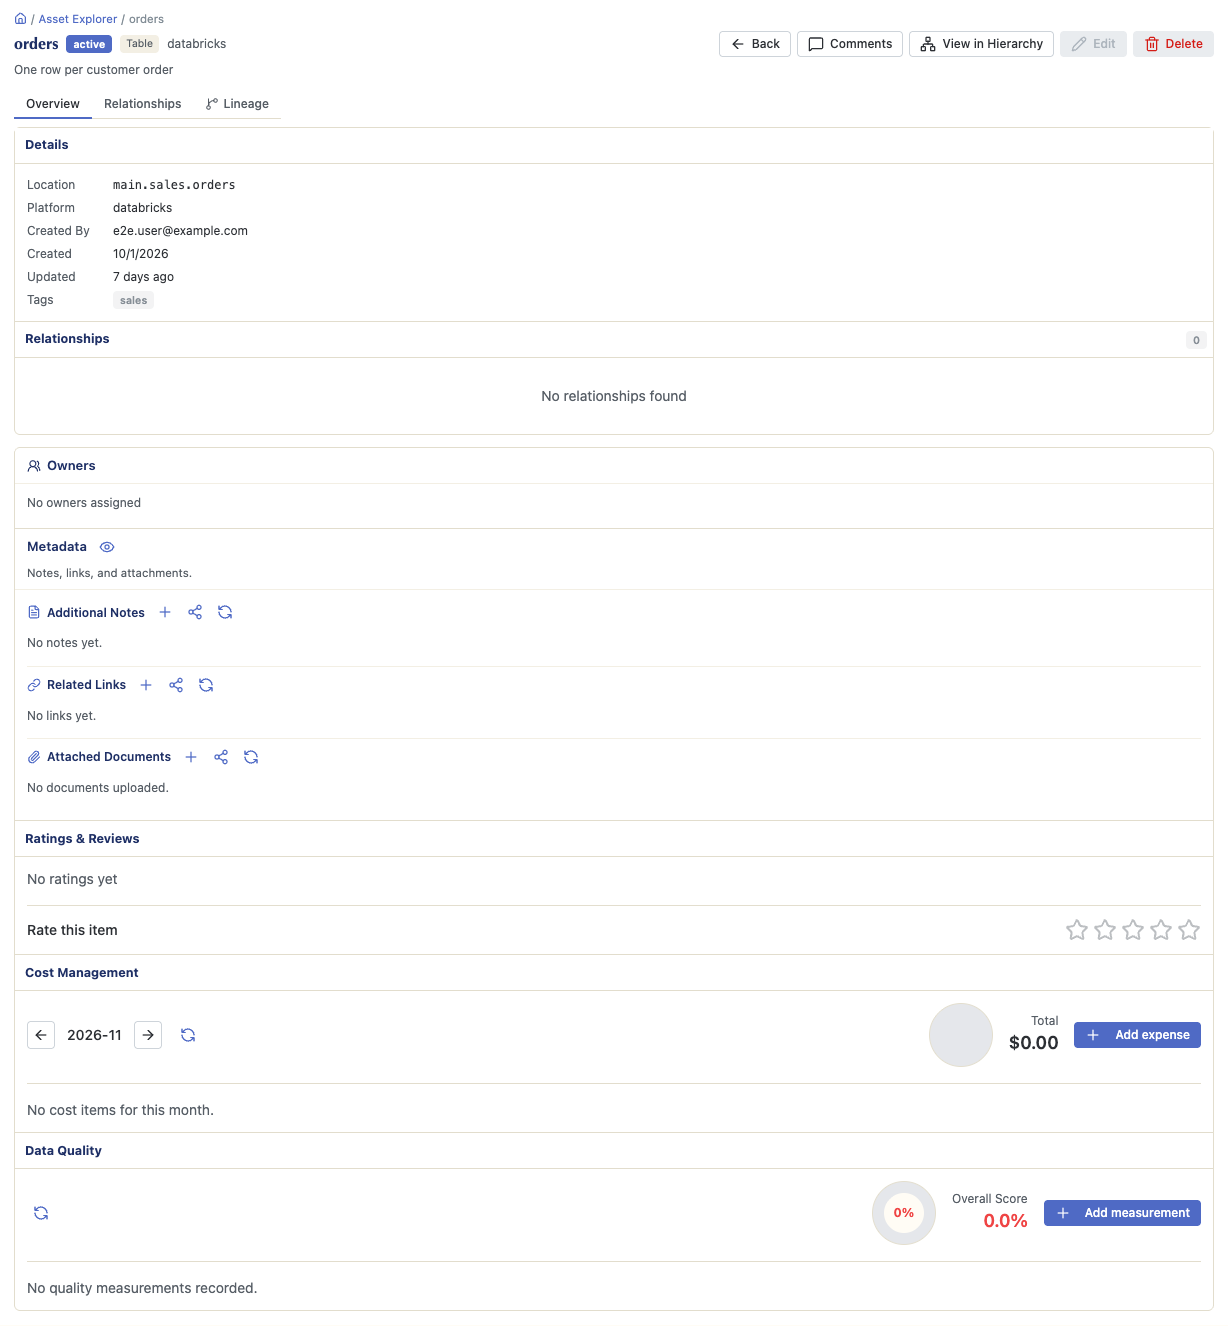 / Asset Explorer / orders
orders active Table databricks
Back Comments View in Hierarchy Edit Delete
One row per customer order
Overview Relationships Lineage
Details
Location main.sales.orders
Platform databricks
Created By e2e.user@example.com
Created 10/1/2026
Updated 7 days ago
Tags sales
Relationships 0
No relationships found
Owners
No owners assigned
Metadata
Notes, links, and attachments.
Additional Notes
No notes yet.
Related Links
No links yet.
Attached Documents
No documents uploaded.
Ratings & Reviews
No ratings yet
Rate this item
Cost Management
2026-11
Total
$0.00
Add expense
No cost items for this month.
Data Quality
0%
Overall Score
0.0%
Add measurement
No quality measurements recorded.